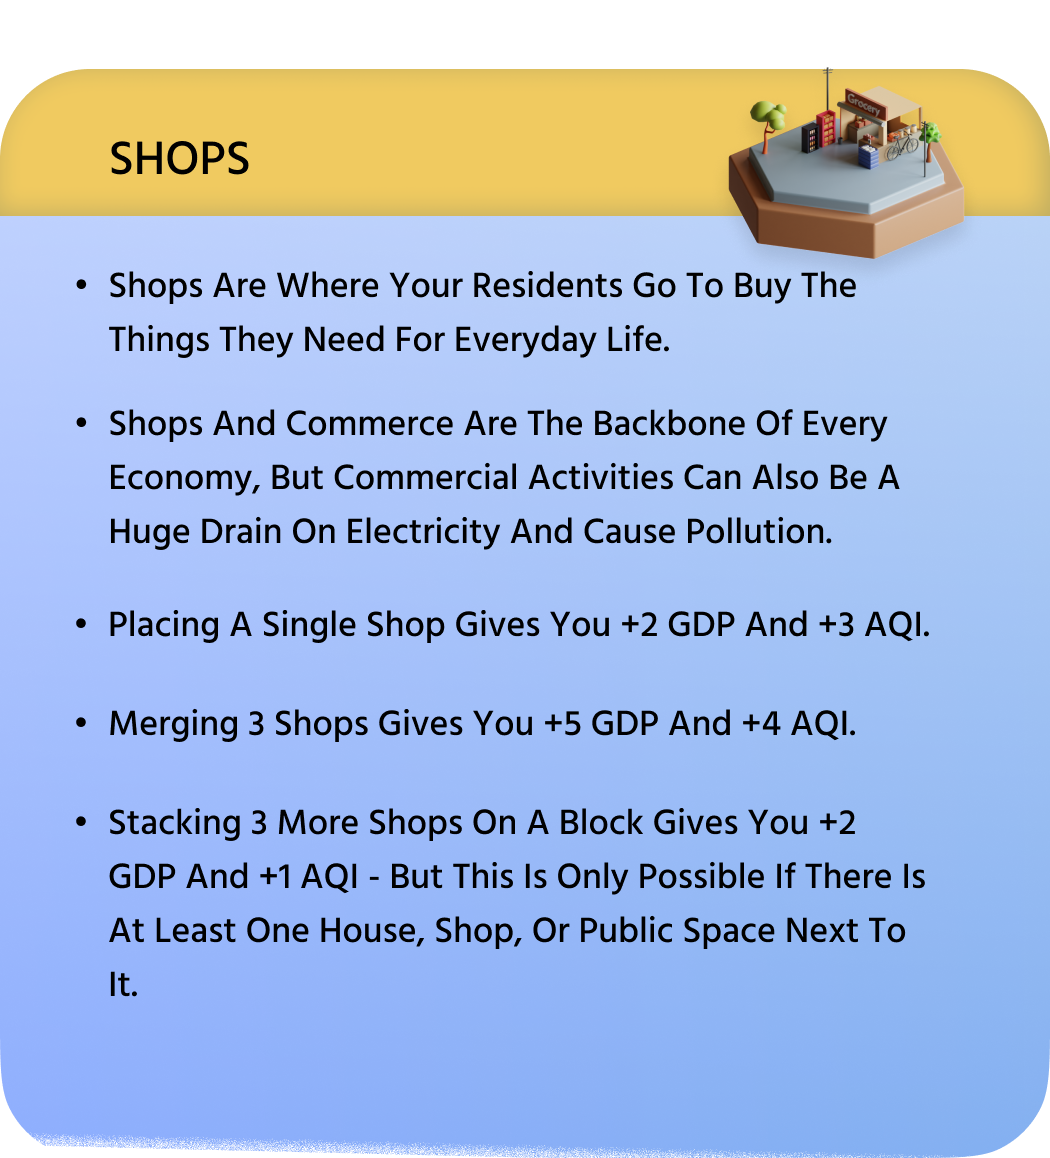 Grocery
SHOPS
• Shops Are Where Your Residents Go To Buy The
Things They Need For Everyday Life.
• Shops And Commerce Are The Backbone Of Every
Economy, But Commercial Activities Can Also Be A
Huge Drain On Electricity And Cause Pollution.
• Placing A Single Shop Gives You +2 GDP And +3 AQI.
• Merging 3 Shops Gives You +5 GDP And +4 AQI.
• Stacking 3 More Shops On A Block Gives You +2
GDP And +1 AQI - But This Is Only Possible If There Is
At Least One House, Shop, Or Public Space Next To
It.